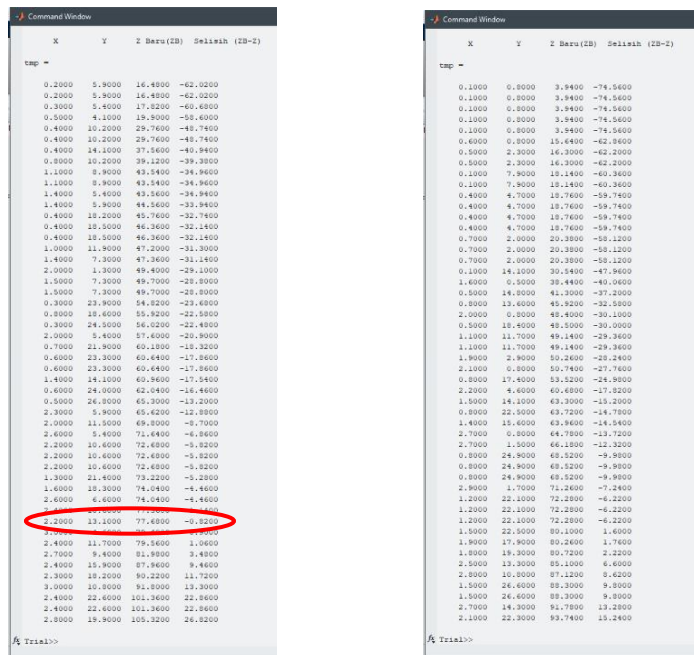 Command Window
X Y Z Baru(ZB) Selisih (ZB-Z)
tmp =
0.2000 5.9000 16.4800 -62.0200
0.2000 5.9000 16.4800 -62.0200
0.3000 5.4000 17.8200 -60.6800
0.5000 4.1000 19.9000 -58.6000
0.4000 10.2000 29.7600 -48.7400
0.4000 10.2000 29.7600 -48.7400
0.4000 14.1000 37.5600 -40.9400
0.8000 10.2000 39.1200 -39.3800
1.1000 8.9000 43.5400 -34.9600
1.1000 8.9000 43.5400 -34.9600
1.4000 5.4000 43.5600 -34.9400
1.4000 5.9000 44.5600 -33.9400
0.4000 18.2000 45.7600 -32.7400
0.4000 18.5000 46.3600 -32.1400
0.4000 18.5000 46.3600 -32.1400
1.0000 11.9000 47.2000 -31.3000
1.4000 7.3000 47.3600 -31.1400
2.0000 1.3000 49.4000 -29.1000
1.5000 7.3000 49.7000 -28.8000
1.5000 7.3000 49.7000 -28.8000
0.3000 23.9000 54.8200 -23.6800
0.8000 18.6000 55.9200 -22.5800
0.3000 24.5000 56.0200 -22.4800
2.0000 5.4000 57.6000 -20.9000
0.7000 21.9000 60.1800 -18.3200
0.6000 23.3000 60.6400 -17.8600
0.6000 23.3000 60.6400 -17.8600
1.4000 14.1000 60.9600 -17.5400
0.6000 24.0000 62.0400 -16.4600
0.5000 26.8000 65.3000 -13.2000
2.3000 5.9000 65.6200 -12.8800
2.0000 11.5000 69.8000 -8.7000
2.6000 5.4000 71.6400 -6.8600
2.2000 10.6000 72.6800 -5.8200
2.2000 10.6000 72.6800 -5.8200
2.2000 10.6000 72.6800 -5.8200
1.3000 21.4000 73.2200 -5.2800
1.6000 18.3000 74.0400 -4.4600
2.6000 6.6000 74.0400 -4.4600
2.2000 13.1000 77.6800 -0.8200
2.4000 11.7000 79.5600 1.0600
2.7000 9.4000 81.9800 3.4800
2.4000 15.9000 87.9600 9.4600
2.3000 18.2000 90.2200 11.7200
3.0000 10.8000 91.8000 13.3000
2.4000 22.6000 101.3600 22.8600
2.4000 22.6000 101.3600 22.8600
2.8000 19.9000 105.3200 26.8200
fx Trial>>
Command Window
X Y Z Baru(ZB) Selisih (ZB-Z)
tmp =
0.1000 0.8000 3.9400 -74.5600
0.1000 0.8000 3.9400 -74.5600
0.1000 0.8000 3.9400 -74.5600
0.1000 0.8000 3.9400 -74.5600
0.1000 0.8000 3.9400 -74.5600
0.6000 0.8000 15.6400 -62.8600
0.5000 2.3000 16.3000 -62.2000
0.5000 2.3000 16.3000 -62.2000
0.1000 7.9000 18.1400 -60.3600
0.1000 7.9000 18.1400 -60.3600
0.4000 4.7000 18.7600 -59.7400
0.4000 4.7000 18.7600 -59.7400
0.4000 4.7000 18.7600 -59.7400
0.4000 4.7000 18.7600 -59.7400
0.7000 2.0000 20.3800 -58.1200
0.7000 2.0000 20.3800 -58.1200
0.7000 2.0000 20.3800 -58.1200
0.1000 14.1000 30.5400 -47.9600
1.6000 0.5000 38.4400 -40.0600
0.5000 14.8000 41.3000 -37.2000
0.8000 13.6000 45.9200 -32.5800
2.0000 0.8000 48.4000 -30.1000
0.5000 18.4000 48.5000 -30.0000
1.1000 11.7000 49.1400 -29.3600
1.1000 11.7000 49.1400 -29.3600
1.9000 2.9000 50.2600 -28.2400
2.1000 0.8000 50.7400 -27.7600
0.8000 17.4000 53.5200 -24.9800
2.2000 4.6000 60.6800 -17.8200
1.5000 14.1000 63.3000 -15.2000
0.8000 22.5000 63.7200 -14.7800
1.4000 15.6000 63.9600 -14.5400
2.7000 0.8000 64.7800 -13.7200
2.7000 1.5000 66.1800 -12.3200
0.8000 24.9000 68.5200 -9.9800
0.8000 24.9000 68.5200 -9.9800
0.8000 24.9000 68.5200 -9.9800
2.9000 1.7000 71.2600 -7.2400
1.2000 22.1000 72.2800 -6.2200
1.2000 22.1000 72.2800 -6.2200
1.2000 22.1000 72.2800 -6.2200
1.5000 22.5000 80.1000 1.6000
1.9000 17.9000 80.2600 1.7600
1.8000 19.3000 80.7200 2.2200
2.5000 13.3000 85.1000 6.6000
2.8000 10.8000 87.1200 8.6200
1.5000 26.6000 88.3000 9.8000
1.5000 26.6000 88.3000 9.8000
2.7000 14.3000 91.7800 13.2800
2.1000 22.3000 93.7400 15.2400
fx Trial>>